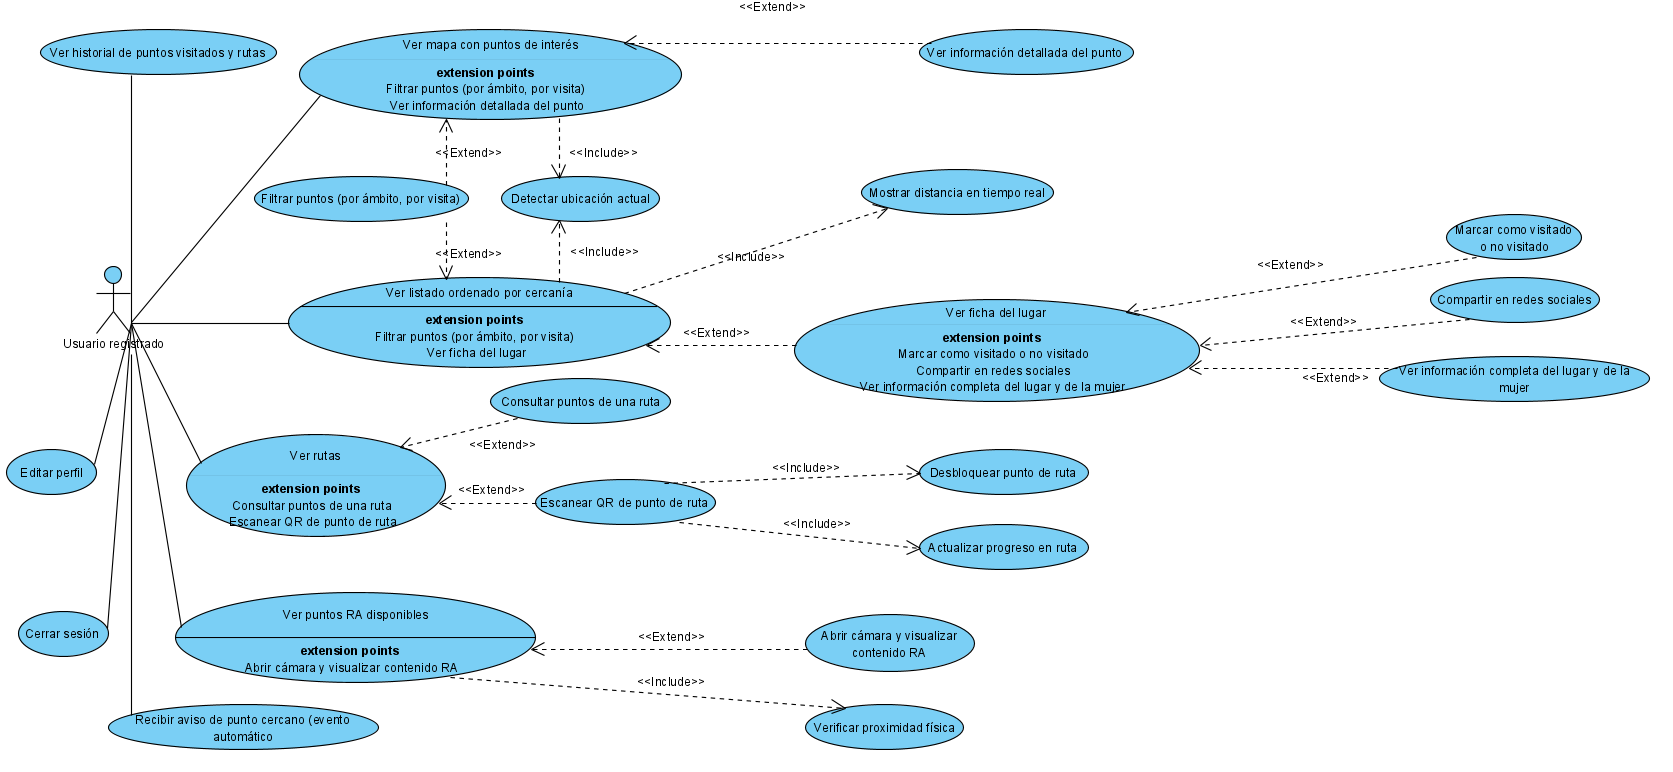 <<Extend>>
Ver historial de puntos visitados y rutas
Ver mapa con puntos de interés
extension points
Filtrar puntos (por ámbito, por visita)
Ver información detallada del punto
Ver información detallada del punto
<<Extend>>
<<Include>>
Filtrar puntos (por ámbito, por visita)
Detectar ubicación actual
Mostrar distancia en tiempo real
<<Extend>>
<<Include>>
<<Include>>
Marcar como visitado
o no visitado
<<Extend>>
Ver listado ordenado por cercanía
extension points
Filtrar puntos (por ámbito, por visita)
Ver ficha del lugar
<<Extend>>
Ver ficha del lugar
extension points
Marcar como visitado o no visitado
Compartir en redes sociales
Ver información completa del lugar y de la mujer
Compartir en redes sociales
<<Extend>>
Ver información completa del lugar y de la
mujer
<<Extend>>
Usuario registrado
Consultar puntos de una ruta
<<Extend>>
Ver rutas
extension points
Consultar puntos de una ruta
Escanear QR de punto de ruta
<<Extend>>
Escanear QR de punto de ruta
<<Include>>
Desbloquear punto de ruta
<<Include>>
Actualizar progreso en ruta
Editar perfil
Cerrar sesión
Ver puntos RA disponibles
extension points
Abrir cámara y visualizar contenido RA
<<Extend>>
Abrir cámara y visualizar
contenido RA
<<Include>>
Verificar proximidad física
Recibir aviso de punto cercano (evento
automático